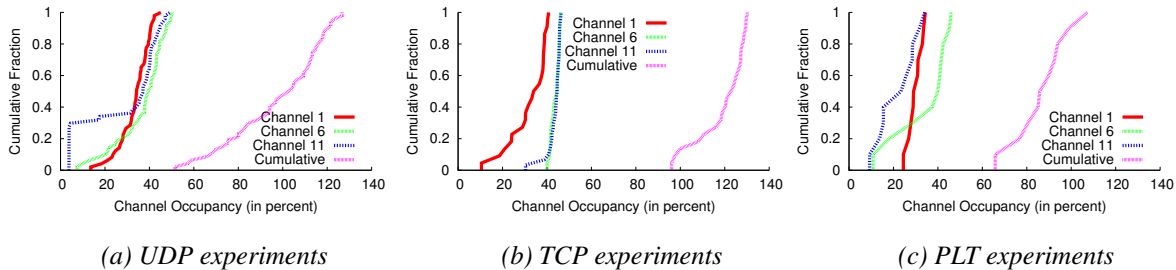 Cumulative Fraction
1
0.8
0.6
0.4
0.2
0
0 20 40 60 80 100 120 140
Channel Occupancy (in percent)
Channel 1
Channel 6
Channel 11
Cumulative
(a) UDP experiments
Cumulative Fraction
1
0.8
0.6
0.4
0.2
0
0 20 40 60 80 100 120 140
Channel Occupancy (in percent)
Channel 1
Channel 6
Channel 11
Cumulative
(b) TCP experiments
Cumulative Fraction
1
0.8
0.6
0.4
0.2
0
0 20 40 60 80 100 120 140
Channel Occupancy (in percent)
Channel 1
Channel 6
Channel 11
Cumulative
(c) PLT experiments